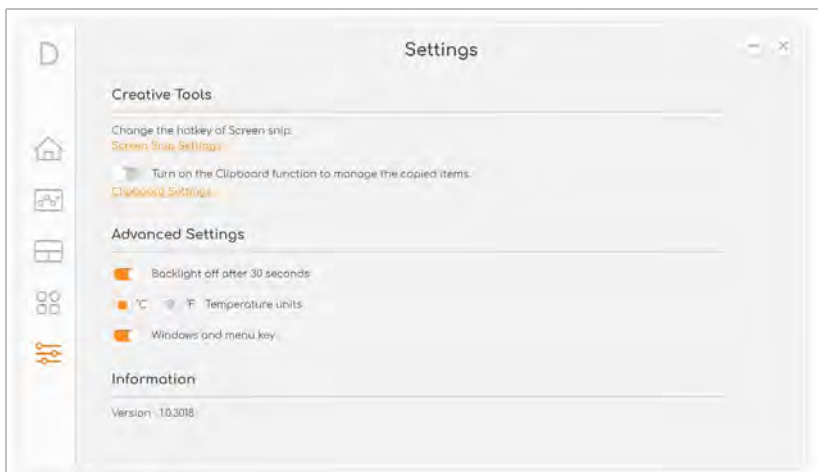 D
Settings
Creative Tools
Change the hotkey of Screen snip.
Screen Snip Settings
Turn on the Clipboard function to manage the copied items.
Clipboard Settings
Advanced Settings
Backlight off after 30 seconds
°C °F Temperature units
Windows and menu key
Information
Version 1.0.3018